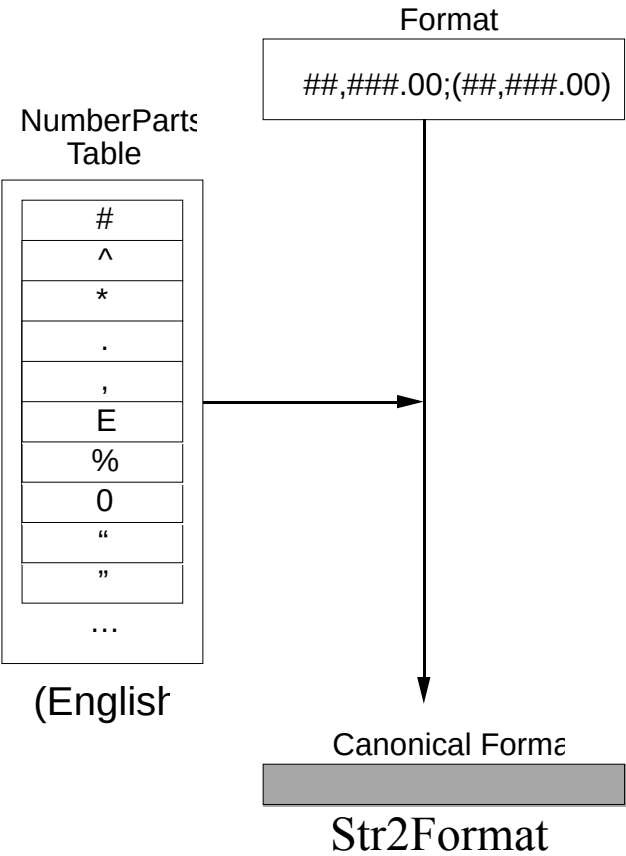 Format
##,###.00;(##,###.00)
NumberParts
Table
#
^
*
.
,
E
%
0
“
”
...
(English
Canonical Forma
Str2Format